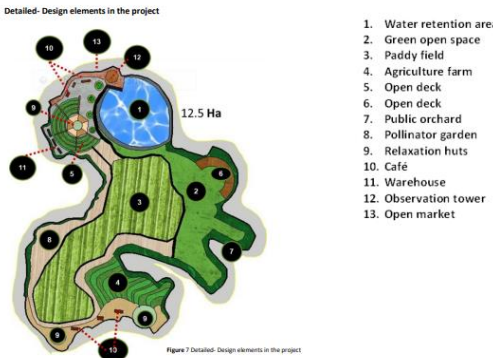 Detailed- Design elements in the project
10
13
12
9
1
12.5 Ha
11
5
6
2
3
8
7
4
9
9
10
Figure 7 Detailed- Design elements in the project
1. Water retention area
2. Green open space
3. Paddy field
4. Agriculture farm
5. Open deck
6. Open deck
7. Public orchard
8. Pollinator garden
9. Relaxation huts
10. Café
11. Warehouse
12. Observation tower
13. Open market